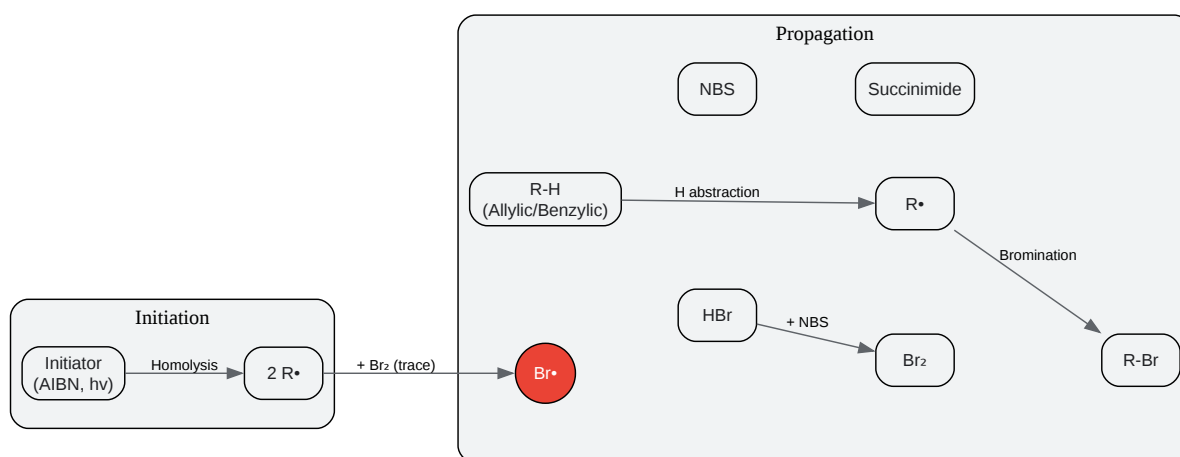 Propagation
NBS
Succinimide
R-H
(Allylic/Benzylic)
H abstraction
R•
Bromination
Initiation
HBr
+ NBS
Initiator
(AIBN, hv)
Homolysis
2 R•
+ Br₂ (trace)
Br•
Br₂
R-Br